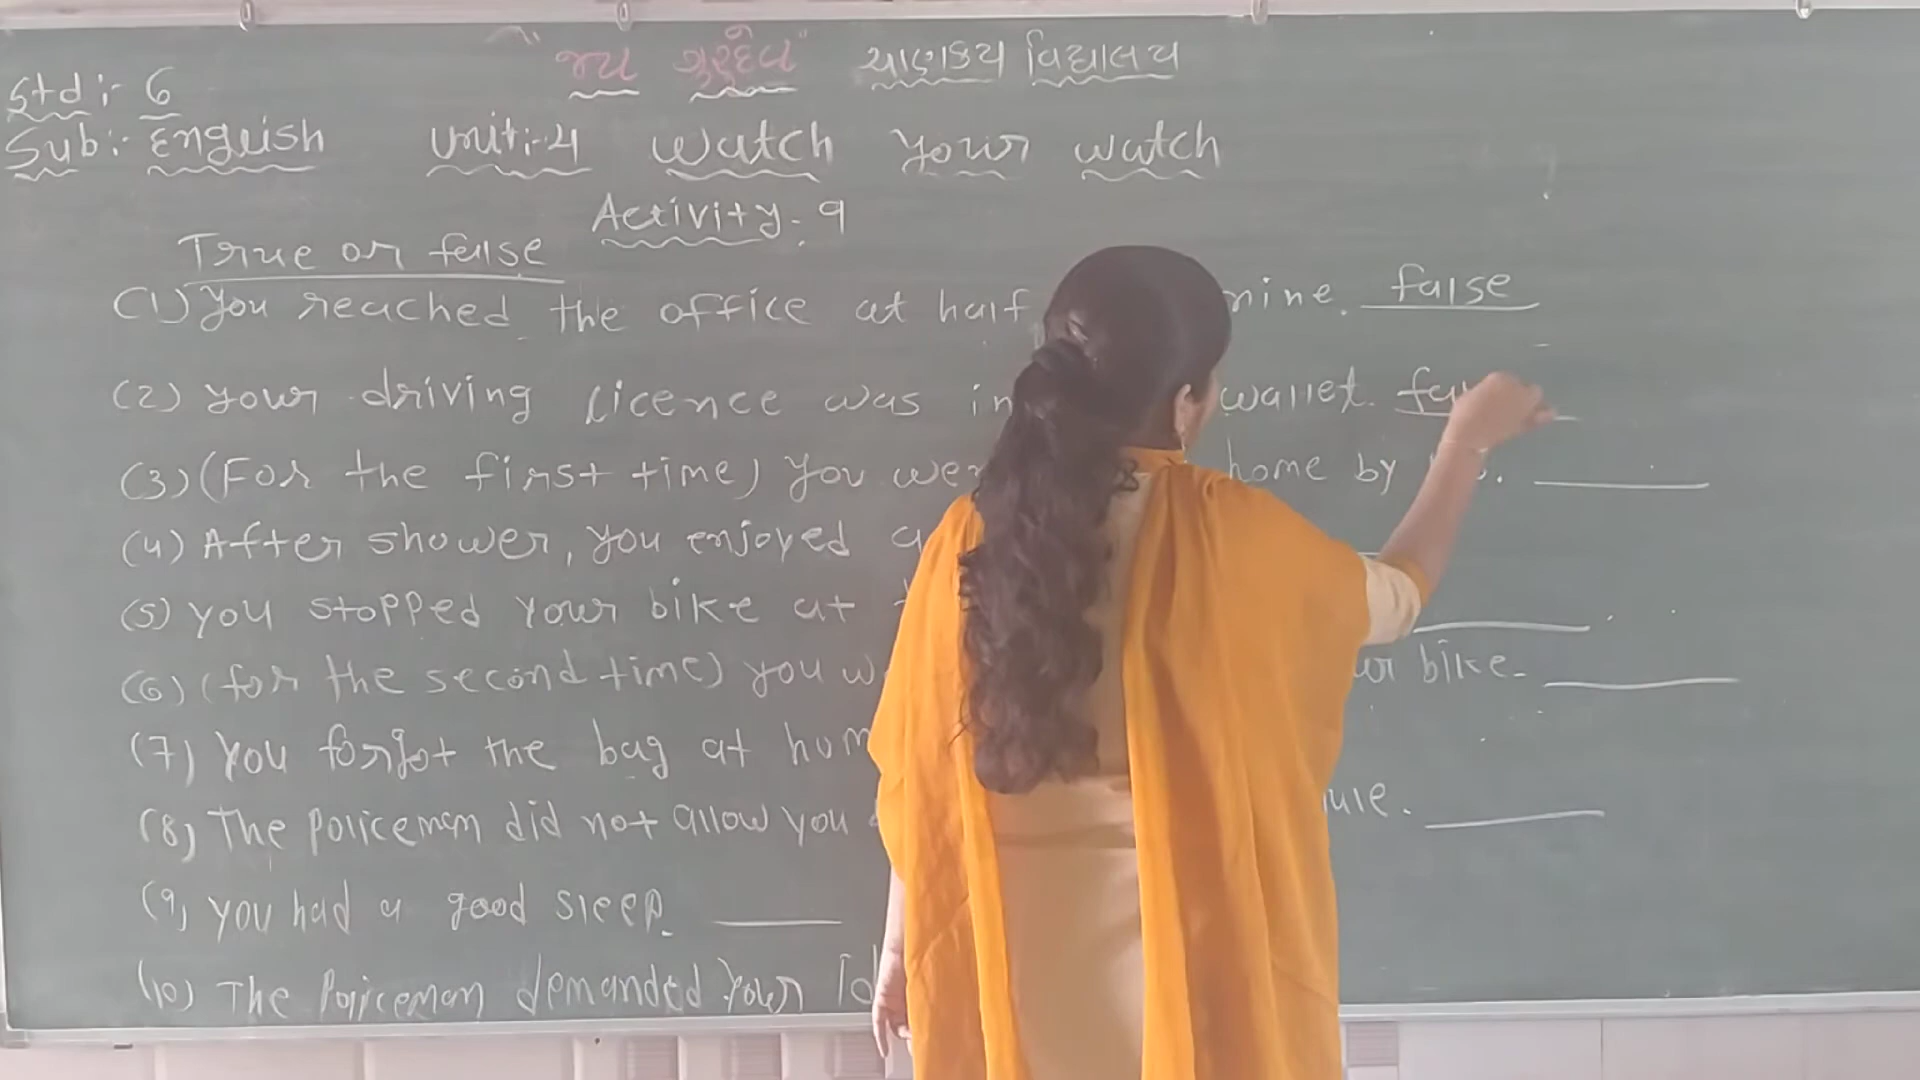 "જય ગુરુદેવ" ચાણક્ય વિદ્યાલય
Std:- 6
Sub:- English Unit:-4 Watch Your Watch
Activity-9
True or false
(1) You reached the office at half nine. false
(2) Your driving licence was in wallet.
(3) (For the first time) You home by
(4) After shower, you enjoyed a
(5) you stopped your bike at
(6) (for the second time) you bike.
(7) You forgot the bag at
(8) The policeman did not allow you
(9) you had a good sleep.
(10) The policeman demanded your